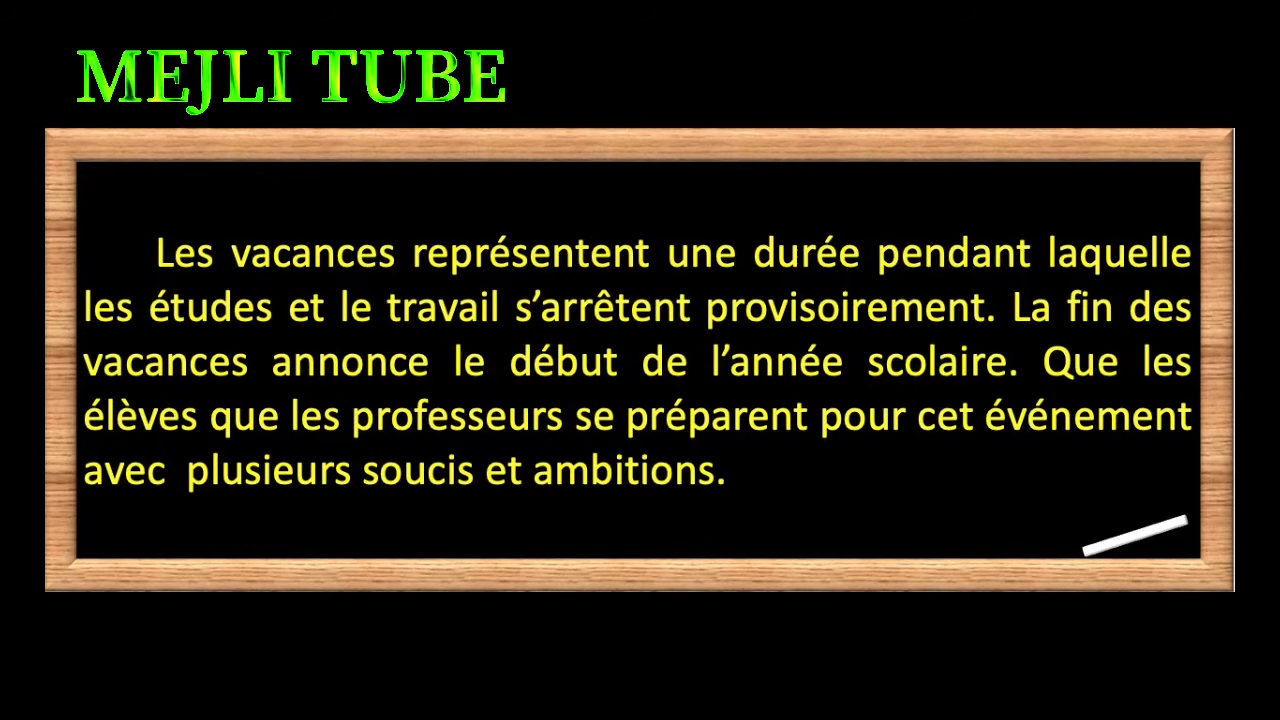 MEJLI TUBE
Les vacances représentent une durée pendant laquelle
les études et le travail s’arrêtent provisoirement. La fin des
vacances annonce le début de l’année scolaire. Que les
élèves que les professeurs se préparent pour cet événement
avec  plusieurs soucis et ambitions.